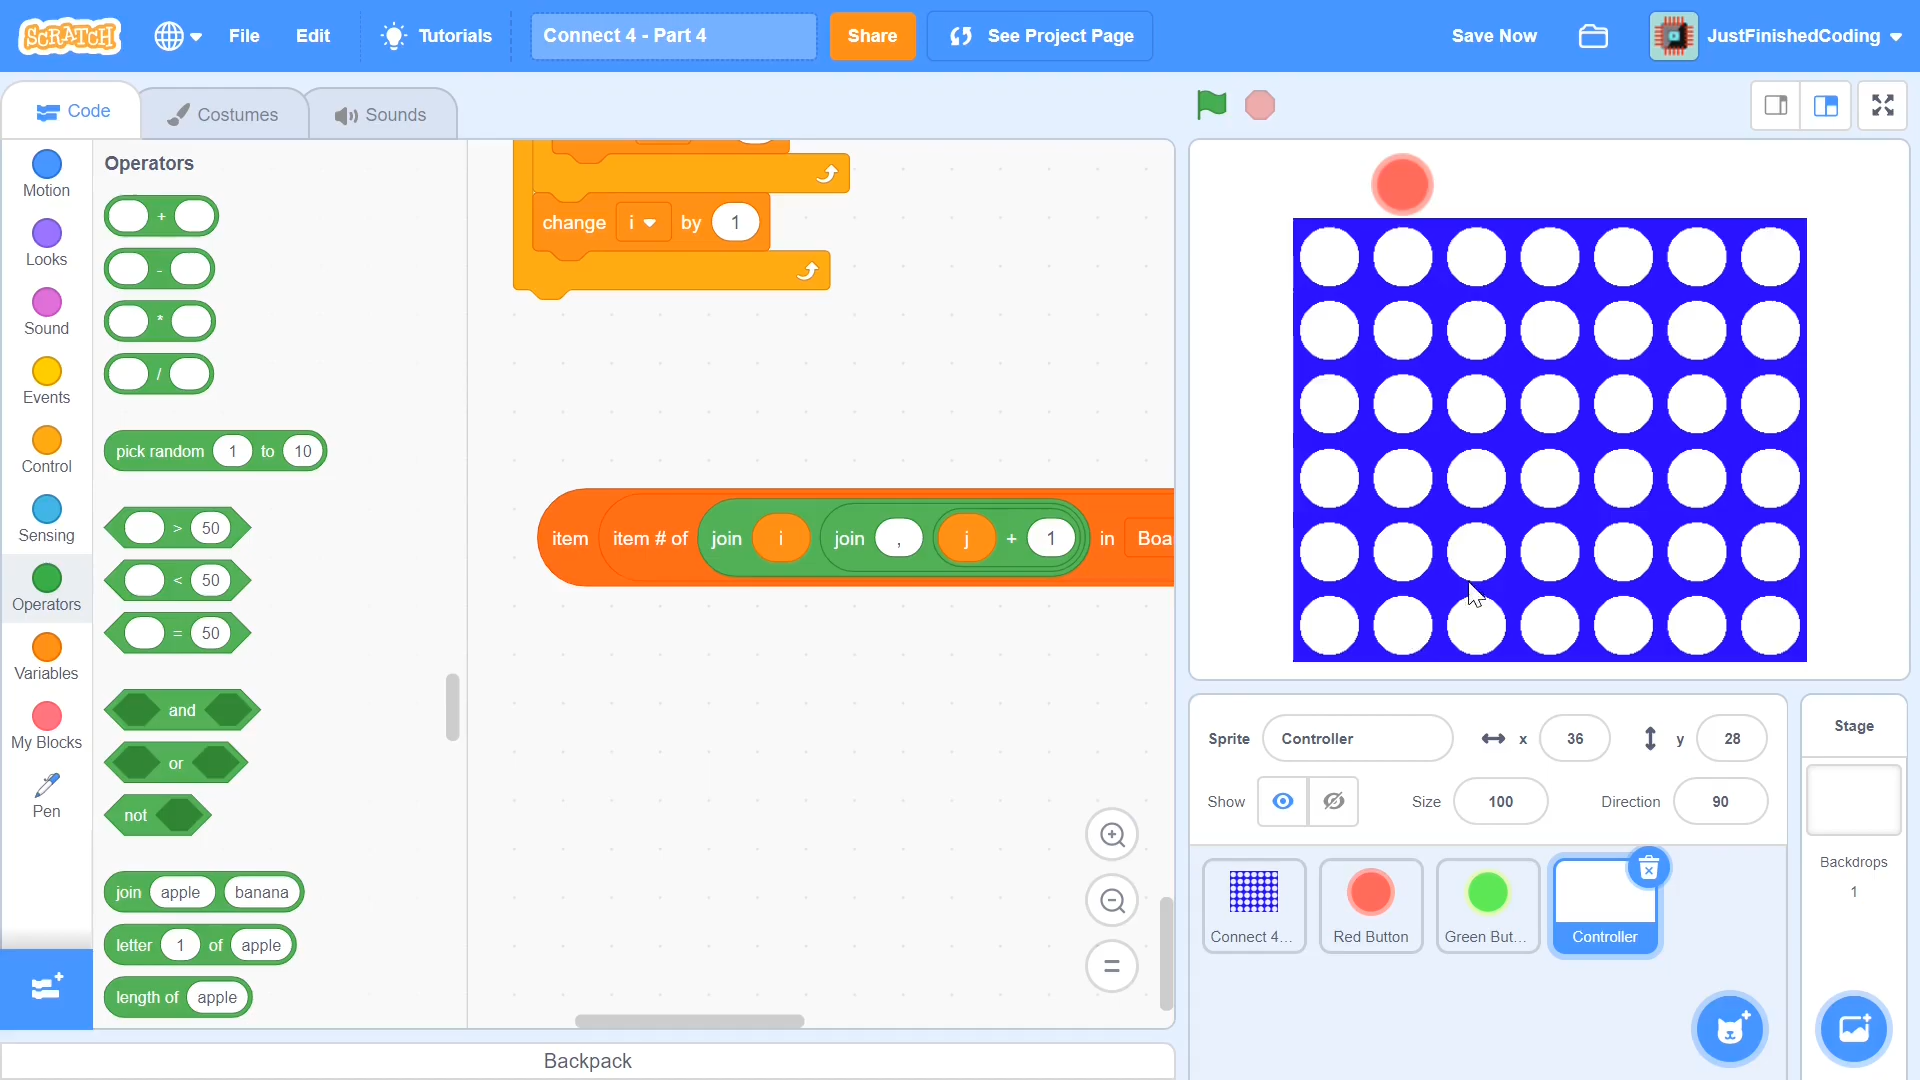 SCRATCH File Edit Tutorials Connect 4 - Part 4 Share See Project Page Save Now JustFinishedCoding
Code Costumes Sounds
Motion
Looks
Sound
Events
Control
Sensing
Operators
Variables
My Blocks
Pen
Operators
+
-
*
/
pick random 1 to 10
> 50
< 50
= 50
and
or
not
join apple banana
letter 1 of apple
length of apple
change i by 1
item item # of join i join , j + 1 in Boa
Backpack
Sprite Controller x 36 y 28
Show Size 100 Direction 90
Connect 4... Red Button Green But... Controller
Stage
Backdrops
1